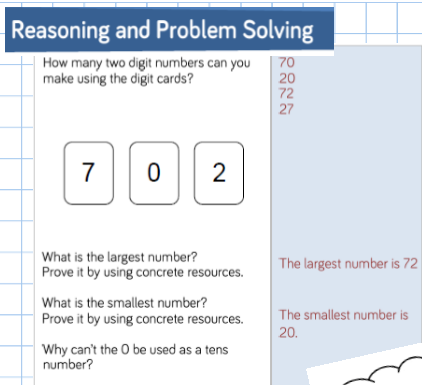 Reasoning and Problem Solving
How many two digit numbers can you
make using the digit cards?
7 0 2
What is the largest number?
Prove it by using concrete resources.
What is the smallest number?
Prove it by using concrete resources.
Why can't the 0 be used as a tens
number?
70
20
72
27
The largest number is 72
The smallest number is
20.